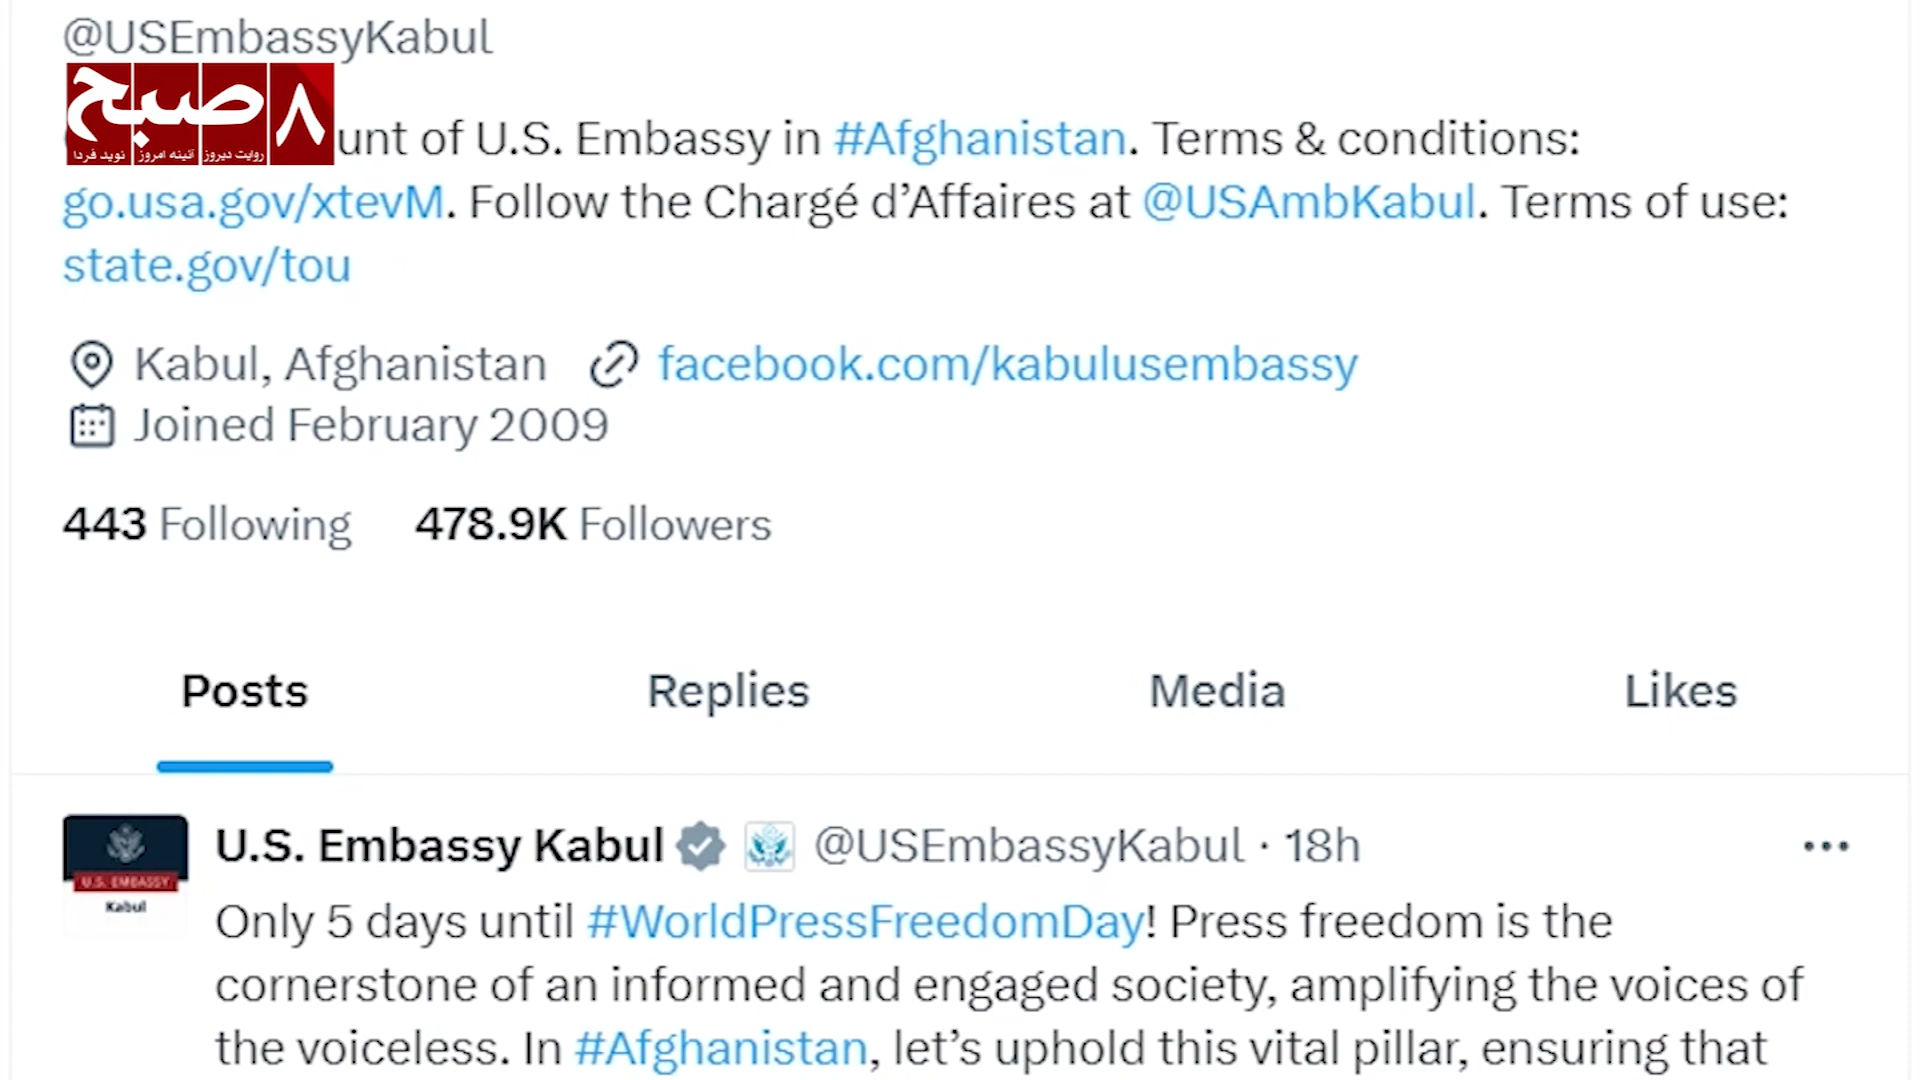 @USEmbassyKabul
۸صبح
روایت دیروز آئینه امروز نوید فردا
unt of U.S. Embassy in #Afghanistan. Terms & conditions:
go.usa.gov/xtevM. Follow the Chargé d’Affaires at @USAmbKabul. Terms of use:
state.gov/tou
Kabul, Afghanistan facebook.com/kabulusembassy
Joined February 2009
443 Following 478.9K Followers
Posts Replies Media Likes
U.S. Embassy Kabul @USEmbassyKabul · 18h
U.S. EMBASSY
Kabul
Only 5 days until #WorldPressFreedomDay! Press freedom is the
cornerstone of an informed and engaged society, amplifying the voices of
the voiceless. In #Afghanistan, let’s uphold this vital pillar, ensuring that